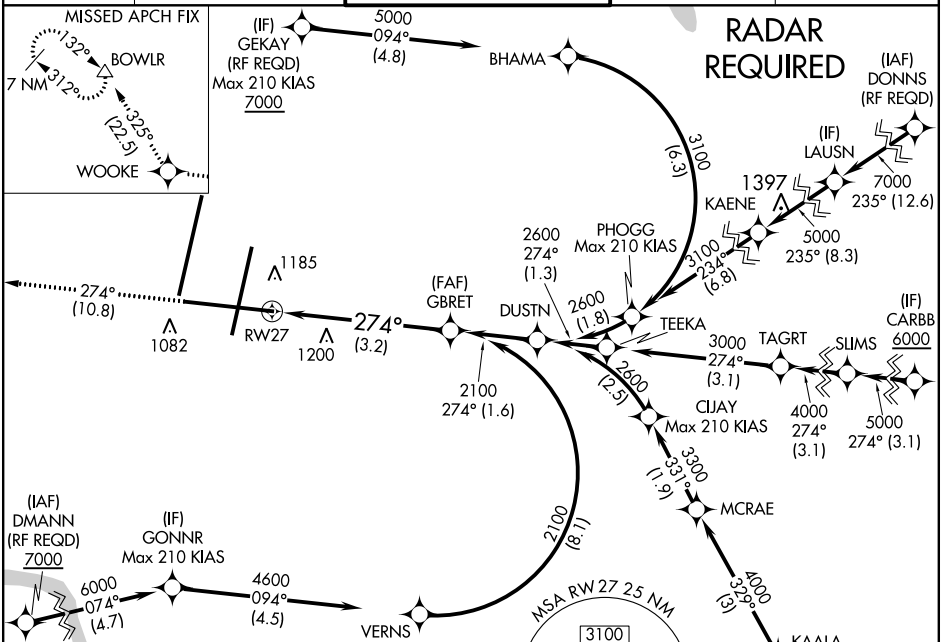 MISSED APCH FIX
132°
BOWLR
7 NM
312°
325°
(22.5)
WOOKE
(IF)
GEKAY
(RF REQD)
Max 210 KIAS
7000
5000
094°
(4.8)
BHAMA
3100
(6.3)
RADAR
REQUIRED
(IAF)
DONNS
(RF REQD)
(IF)
LAUSN
7000
235° (12.6)
1397
KAENE
5000
235° (8.3)
3100
234°
(6.8)
PHOGG
Max 210 KIAS
2600
274°
(1.3)
2600
(1.8)
DUSTN
TEEKA
(FAF)
GBRET
1185
274°
(10.8)
1082
RW27
1200
274°
(3.2)
2100
274° (1.6)
3000
274°
(3.1)
TAGRT
SLIMS
(IF)
CARBB
6000
4000
274°
(3.1)
5000
274° (3.1)
2600
(2.5)
CIJAY
Max 210 KIAS
3300
331°
(1.9)
MCRAE
2100
(8.1)
(IAF)
DMANN
(RF REQD)
7000
6000
074°
(4.7)
(IF)
GONNR
Max 210 KIAS
4600
094°
(4.5)
VERNS
MSA RW 27 25 NM
3100
4000
329°
(3)
KAALA